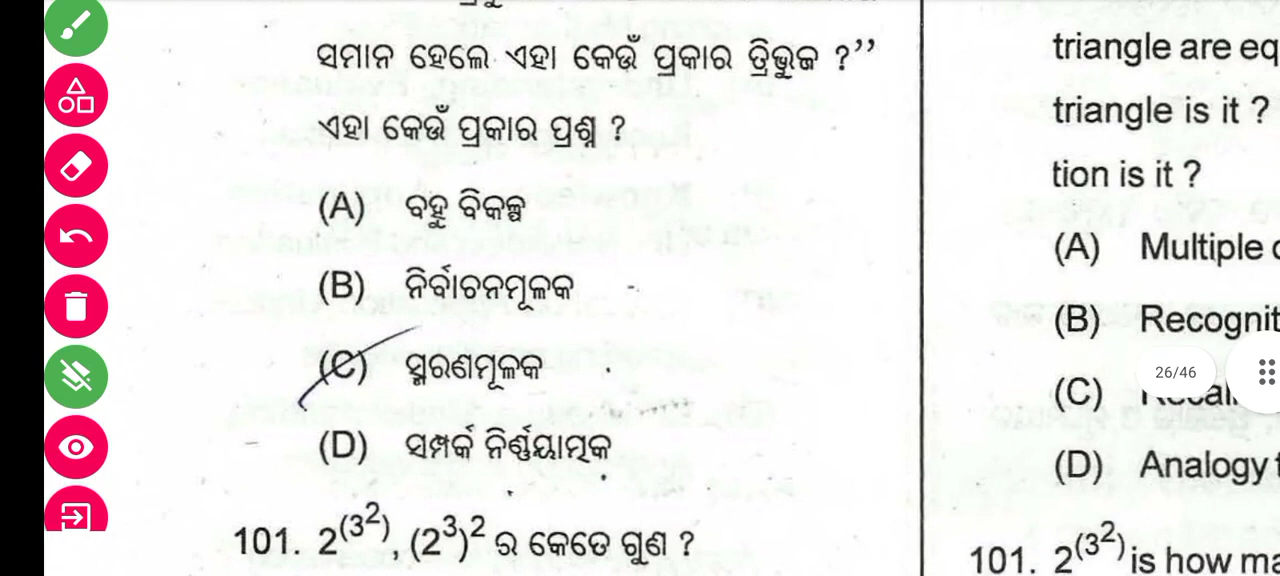 ସମାନ ହେଲେ ଏହା କେଉଁ ପ୍ରକାର ତ୍ରିଭୁଜ ?’’
ଏହା କେଉଁ ପ୍ରକାର ପ୍ରଶ୍ନ ?
(A) ବହୁ ବିକଳ୍ପ
(B) ନିର୍ବାଚନମୂଳକ
(C) ସ୍ମରଣମୂଳକ
(D) ସମ୍ପର୍କ ନିର୍ଣ୍ଣୟାତ୍ମକ
101. 2^(3^2), (2^3)^2 ର କେତେ ଗୁଣ ?
triangle are eq
triangle is it ?
tion is it ?
(A) Multiple
(B) Recognit
(C)
(D) Analogy
101. 2^(3^2) is how ma
26/46